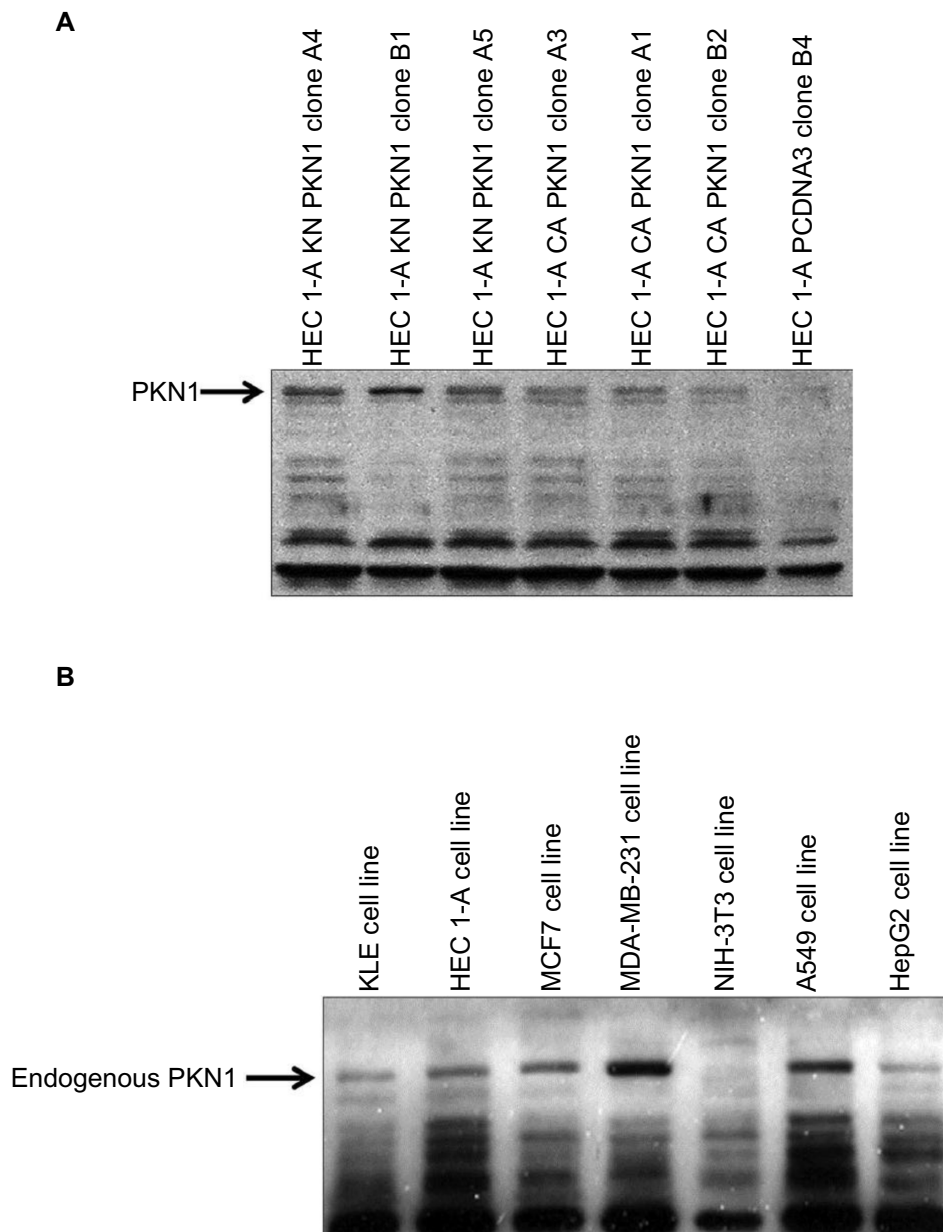 A
HEC 1-A KN PKN1 clone A4
HEC 1-A KN PKN1 clone B1
HEC 1-A KN PKN1 clone A5
HEC 1-A CA PKN1 clone A3
HEC 1-A CA PKN1 clone A1
HEC 1-A CA PKN1 clone B2
HEC 1-A PCDNA3 clone B4
PKN1
B
KLE cell line
HEC 1-A cell line
MCF7 cell line
MDA-MB-231 cell line
NIH-3T3 cell line
A549 cell line
HepG2 cell line
Endogenous PKN1